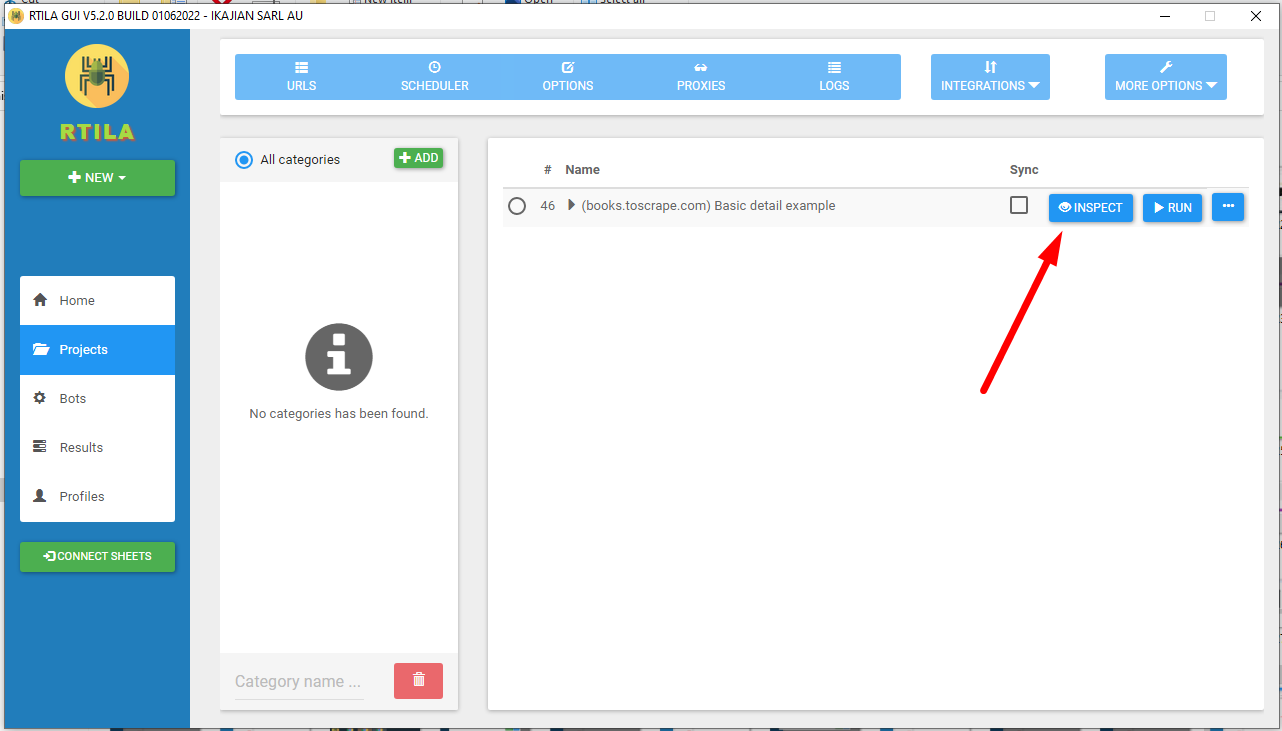 RTILA GUI V5.2.0 BUILD 01062022 - IKAJIAN SARL AU
RTILA
NEW
Home
Projects
Bots
Results
Profiles
CONNECT SHEETS
URLS
SCHEDULER
OPTIONS
PROXIES
LOGS
INTEGRATIONS
MORE OPTIONS
All categories
ADD
No categories has been found.
Category name ...
# Name Sync
46 (books.toscrape.com) Basic detail example
INSPECT
RUN